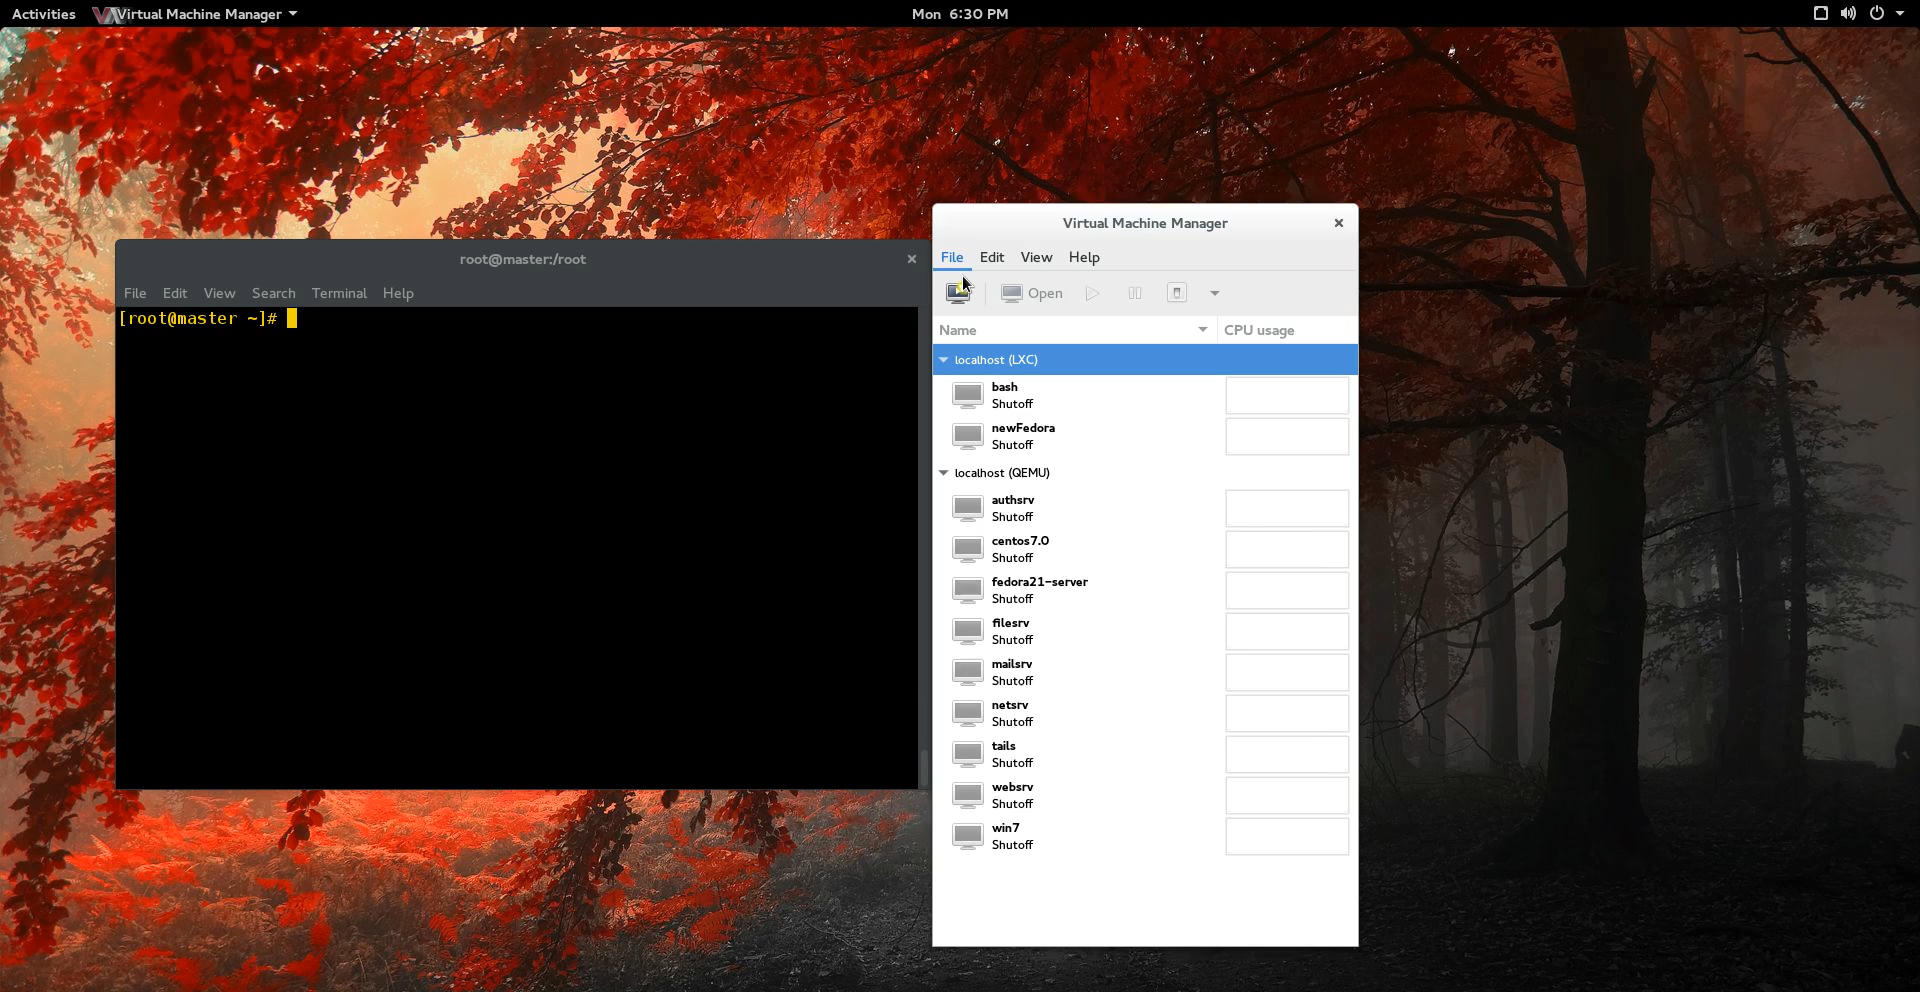 Activities Virtual Machine Manager Mon 6:30 PM
root@master:/root
File Edit View Search Terminal Help
[root@master ~]#
Virtual Machine Manager
File Edit View Help
Open
Name CPU usage
localhost (LXC)
bash
Shutoff
newFedora
Shutoff
localhost (QEMU)
authsrv
Shutoff
centos7.0
Shutoff
fedora21-server
Shutoff
filesrv
Shutoff
mailsrv
Shutoff
netsrv
Shutoff
tails
Shutoff
websrv
Shutoff
win7
Shutoff